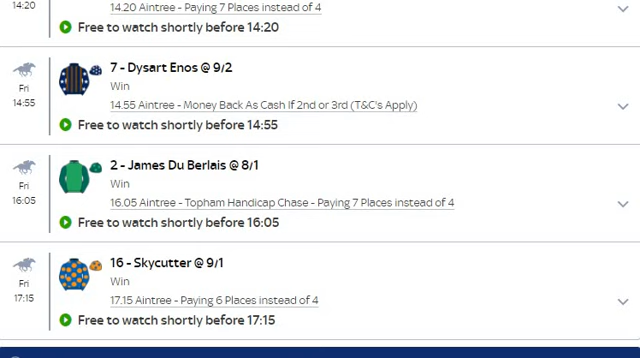 14:20
14.20 Aintree - Paying 7 Places instead of 4
Free to watch shortly before 14:20
7 - Dysart Enos @ 9/2
Fri
14:55
Win
14.55 Aintree - Money Back As Cash If 2nd or 3rd (T&C's Apply)
Free to watch shortly before 14:55
2 - James Du Berlais @ 8/1
Fri
16:05
Win
16.05 Aintree - Topham Handicap Chase - Paying 7 Places instead of 4
Free to watch shortly before 16:05
16 - Skycutter @ 9/1
Fri
17:15
Win
17.15 Aintree - Paying 6 Places instead of 4
Free to watch shortly before 17:15